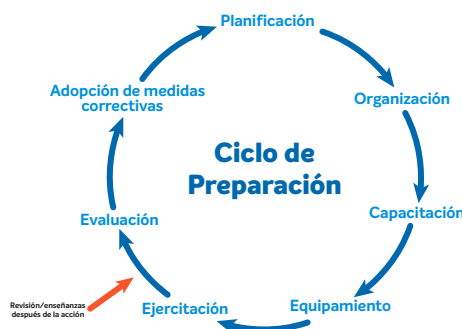 Planificación
Adopción de medidas
correctivas
Organización
Ciclo de
Preparación
Evaluación
Capacitación
Revisión/enseñanzas
después de la acción
Ejercitación
Equipamiento